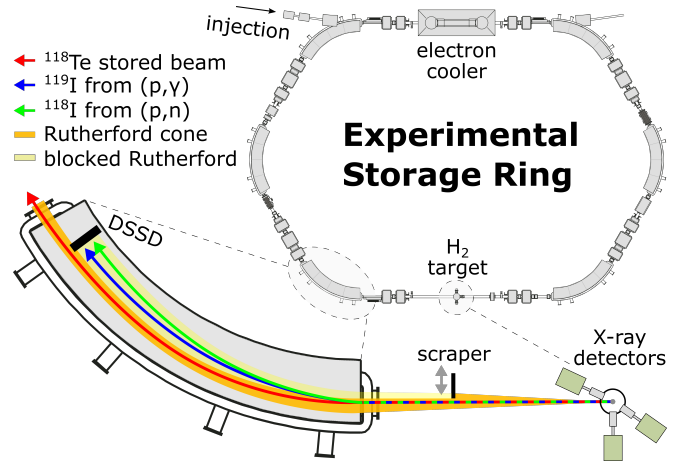 injection
electron
cooler
¹¹⁸Te stored beam
¹¹⁹I from (p,γ)
¹¹⁸I from (p,n)
Rutherford cone
blocked Rutherford
Experimental
Storage Ring
DSSD
H₂
target
X-ray
detectors
scraper